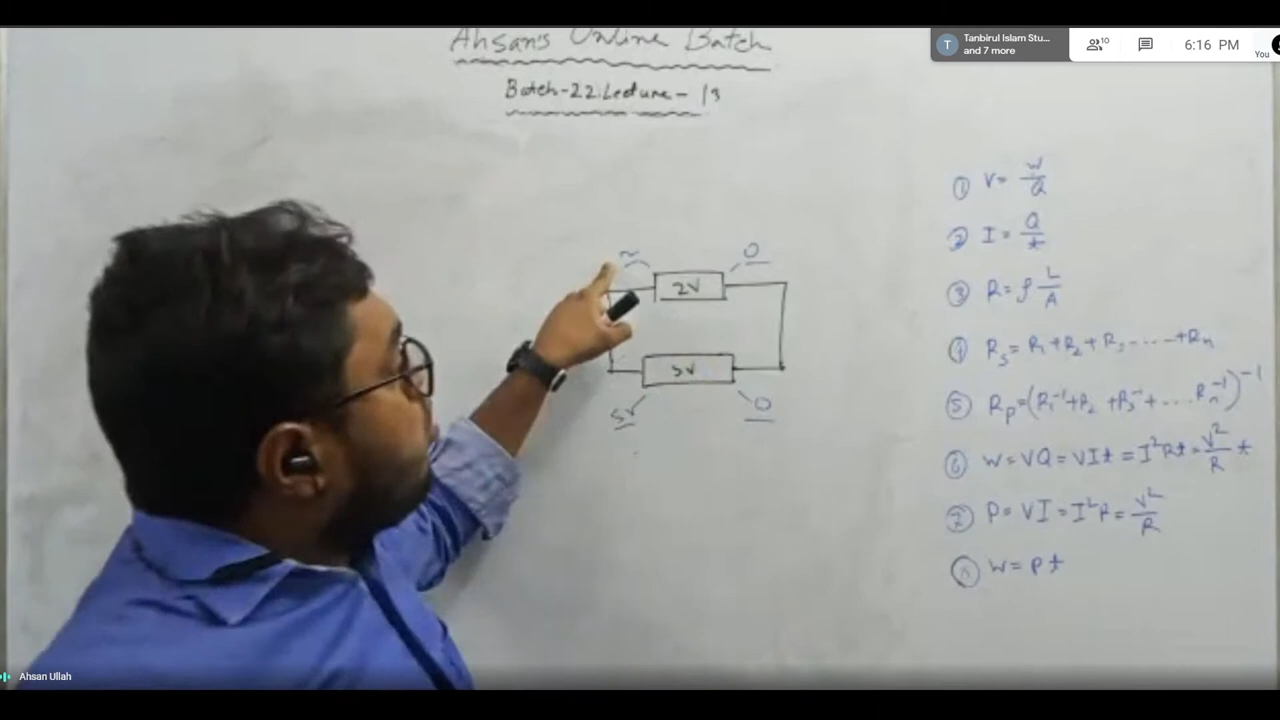 Ahsan's Online Batch
Batch-22. Lecture - 13
Tanbirul Islam Stu...
and 7 more
10
6:16 PM
You
2V
0
5V
5V
0
① V = W/Q
② I = Q/t
③ R = ρ L/A
④ Rs = R1 + R2 + R3 ..... + Rn
⑤ Rp = (R1⁻¹ + R2 + R3⁻¹ + .... Rn⁻¹)⁻¹
⑥ W = VQ = VIt = I²Rt = V²/R t
⑦ P = VI = I²R = V²/R
W = Pt
Ahsan Ullah